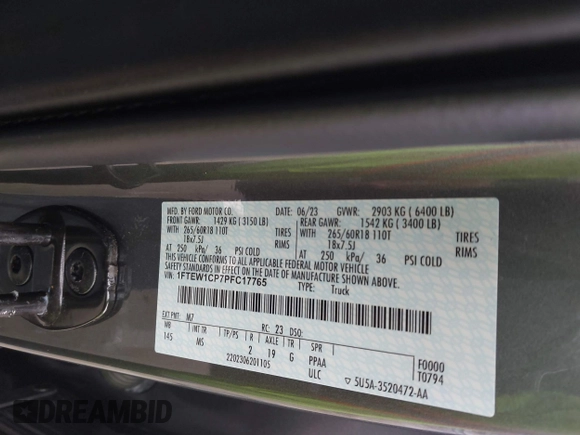 MFD. BY FORD MOTOR CO.
06/23 GVWR: 2903 KG ( 6400 LB)
FRONT GAWR: 1429 KG ( 3150 LB) REAR GAWR: 1542 KG ( 3400 LB)
265/60R18 110T TIRES 265/60R18 110T TIRES
18x7.5J RIMS 18x7.5J RIMS
AT 250 kPa/ 36 PSI COLD AT 250 kPa/ 36 PSI COLD
THIS VEHICLE CONFORMS TO ALL APPLICABLE FEDERAL MOTOR VEHICLE
SAFETY STANDARDS IN EFFECT ON THE DATE OF MANUFACTURE SHOWN ABOVE.
VIN: 1FTEW1CP7PFC17765
TYPE: Truck
EXT PNT: M7 RC: 23 DSO:
WB INT TR TP/PS R AXLE TR SPR
145 MS 2 19 G PPAA F0000
2202306201105 ULC T0794
5U5A-3520472-AA
DREAMBID